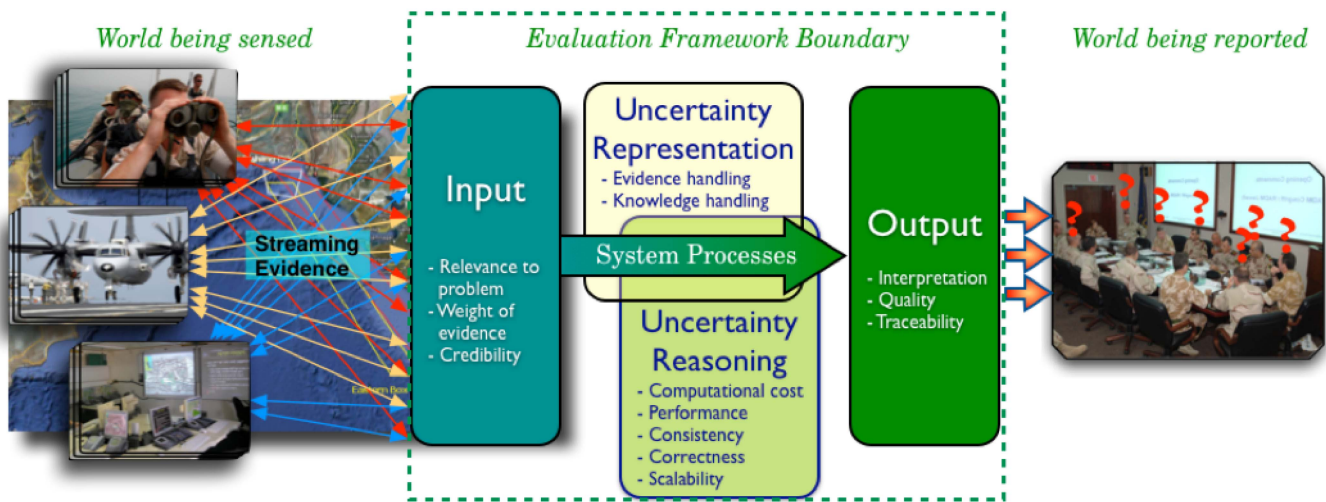 World being sensed
Evaluation Framework Boundary
World being reported
Streaming
Evidence
Input
- Relevance to
problem
- Weight of
evidence
- Credibility
Uncertainty
Representation
- Evidence handling
- Knowledge handling
System Processes
Uncertainty
Reasoning
- Computational cost
- Performance
- Consistency
- Correctness
- Scalability
Output
- Interpretation
- Quality
- Traceability
? ? ? ? ? ? ? ?